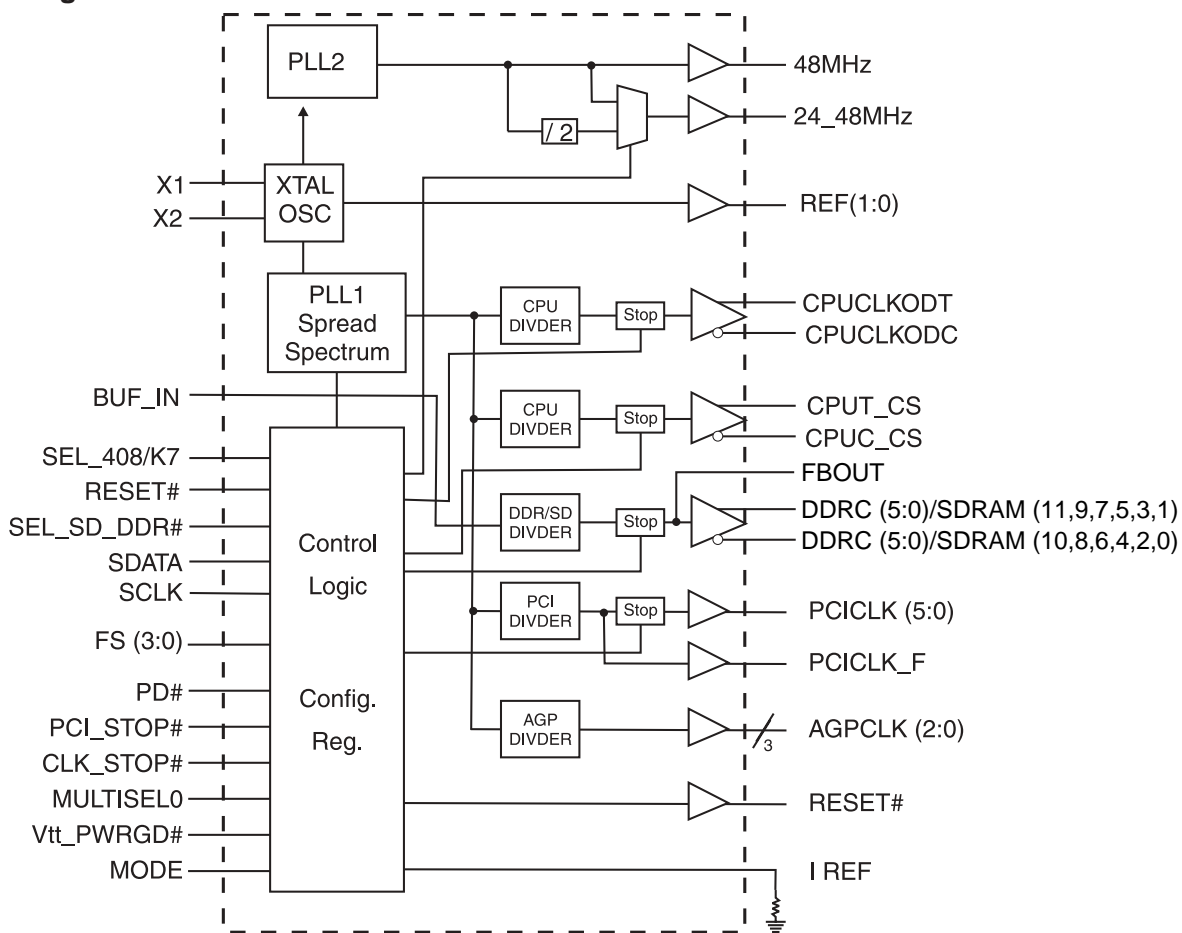 PLL2
48MHz
/ 2
24_48MHz
X1
X2
XTAL
OSC
REF(1:0)
PLL1
Spread
Spectrum
CPU
DIVDER
Stop
CPUCLKODT
CPUCLKODC
BUF_IN
CPU
DIVDER
Stop
CPUT_CS
CPUC_CS
SEL_408/K7
RESET#
SEL_SD_DDR#
SDATA
SCLK
FS (3:0)
PD#
PCI_STOP#
CLK_STOP#
MULTISEL0
Vtt_PWRGD#
MODE
Control
Logic
Config.
Reg.
FBOUT
DDR/SD
DIVDER
Stop
DDRC (5:0)/SDRAM (11,9,7,5,3,1)
DDRC (5:0)/SDRAM (10,8,6,4,2,0)
PCI
DIVDER
Stop
PCICLK (5:0)
PCICLK_F
AGP
DIVDER
3
AGPCLK (2:0)
RESET#
I REF